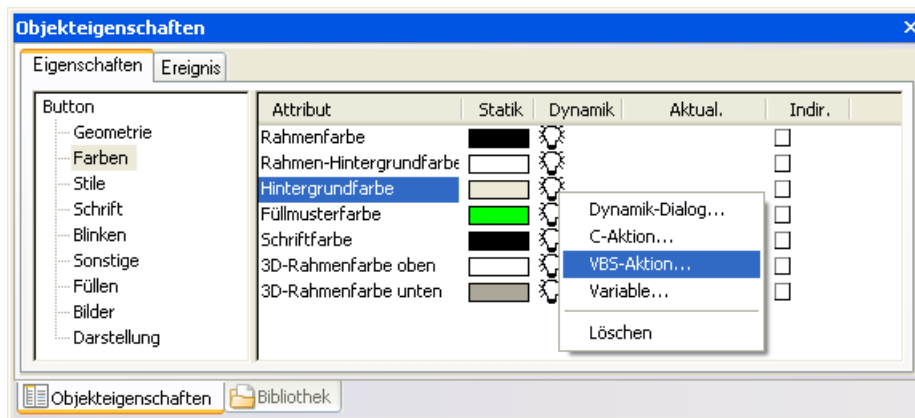 Objekteigenschaften
Eigenschaften Ereignis
Button
Geometrie
Farben
Stile
Schrift
Blinken
Sonstige
Füllen
Bilder
Darstellung
Attribut Statik Dynamik Aktual. Indir.
Rahmenfarbe
Rahmen-Hintergrundfarbe
Hintergrundfarbe
Füllmusterfarbe
Schriftfarbe
3D-Rahmenfarbe oben
3D-Rahmenfarbe unten
Dynamik-Dialog...
C-Aktion...
VBS-Aktion...
Variable...
Löschen
Objekteigenschaften Bibliothek